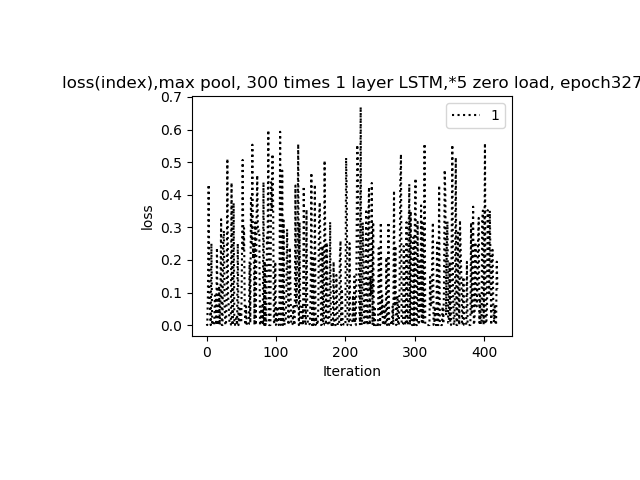 loss(index),max pool, 300 times 1 layer LSTM,*5 zero load, epoch327
0.7
0.6
0.5
0.4
0.3
0.2
0.1
0.0
loss
1
0 100 200 300 400
Iteration